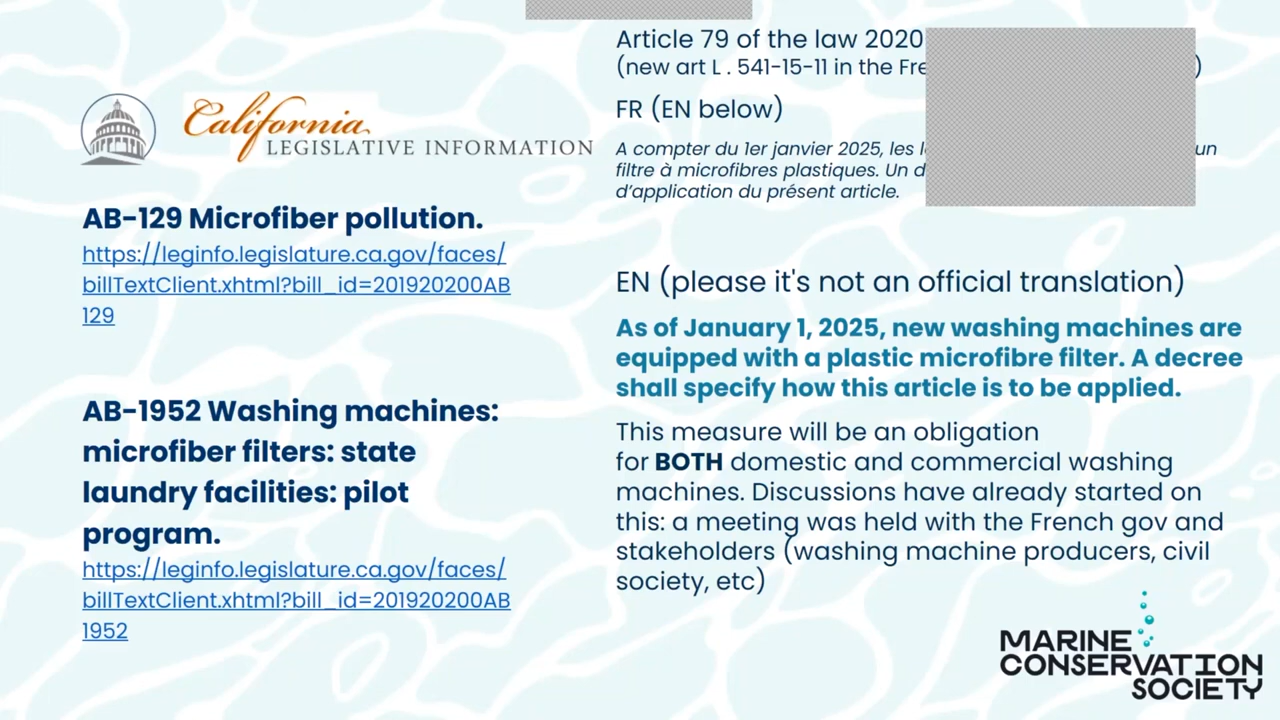 California
LEGISLATIVE INFORMATION
AB-129 Microfiber pollution.
https://leginfo.legislature.ca.gov/faces/
billTextClient.xhtml?bill_id=201920200AB
129
AB-1952 Washing machines:
microfiber filters: state
laundry facilities: pilot
program.
https://leginfo.legislature.ca.gov/faces/
billTextClient.xhtml?bill_id=201920200AB
1952
Article 79 of the law 2020
(new art L . 541-15-11 in the )
FR (EN below)
A compter du 1er janvier 2025, les un
filtre à microfibres plastiques. Un
d'application du présent article.
EN (please it's not an official translation)
As of January 1, 2025, new washing machines are
equipped with a plastic microfibre filter. A decree
shall specify how this article is to be applied.
This measure will be an obligation
for BOTH domestic and commercial washing
machines. Discussions have already started on
this: a meeting was held with the French gov and
stakeholders (washing machine producers, civil
society, etc)
MARINE
CONSERVATION
SOCIETY